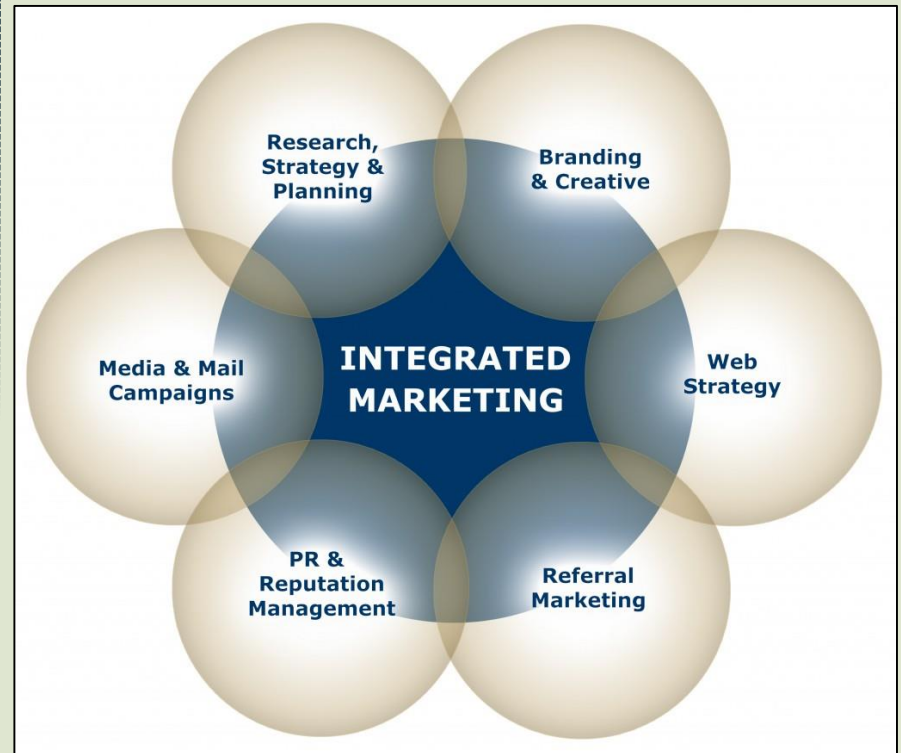 Research,
Strategy &
Planning
Branding
& Creative
Media & Mail
Campaigns
INTEGRATED
MARKETING
Web
Strategy
PR &
Reputation
Management
Referral
Marketing